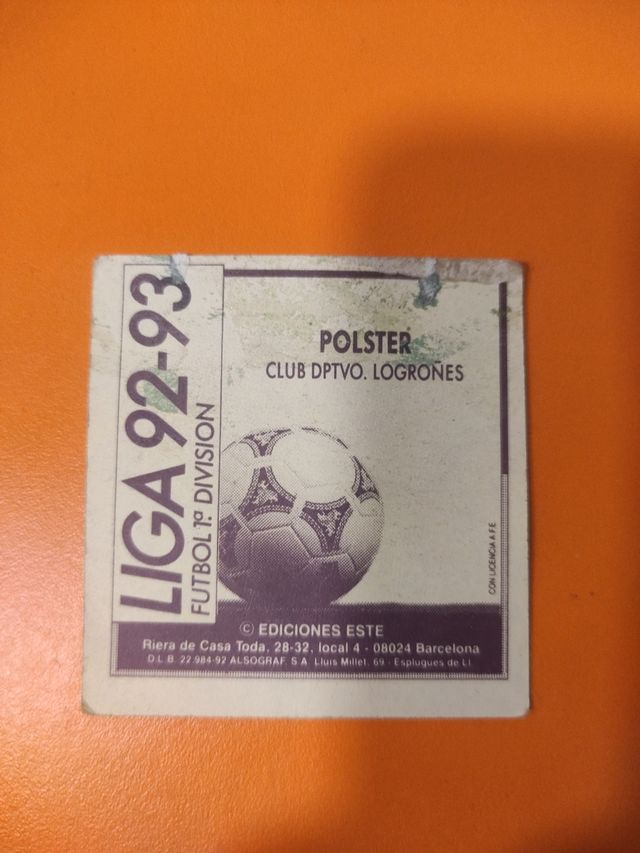 LIGA 92-93
FUTBOL 1ª DIVISION
POLSTER
CLUB DPTVO. LOGROÑES
CON LICENCIA A.F.E.
© EDICIONES ESTE
Riera de Casa Toda, 28-32, local 4 - 08024 Barcelona
D.L.B. 22.984-92 ALSOGRAF. S.A. Lluis Millet, 69 - Esplugues de Ll.